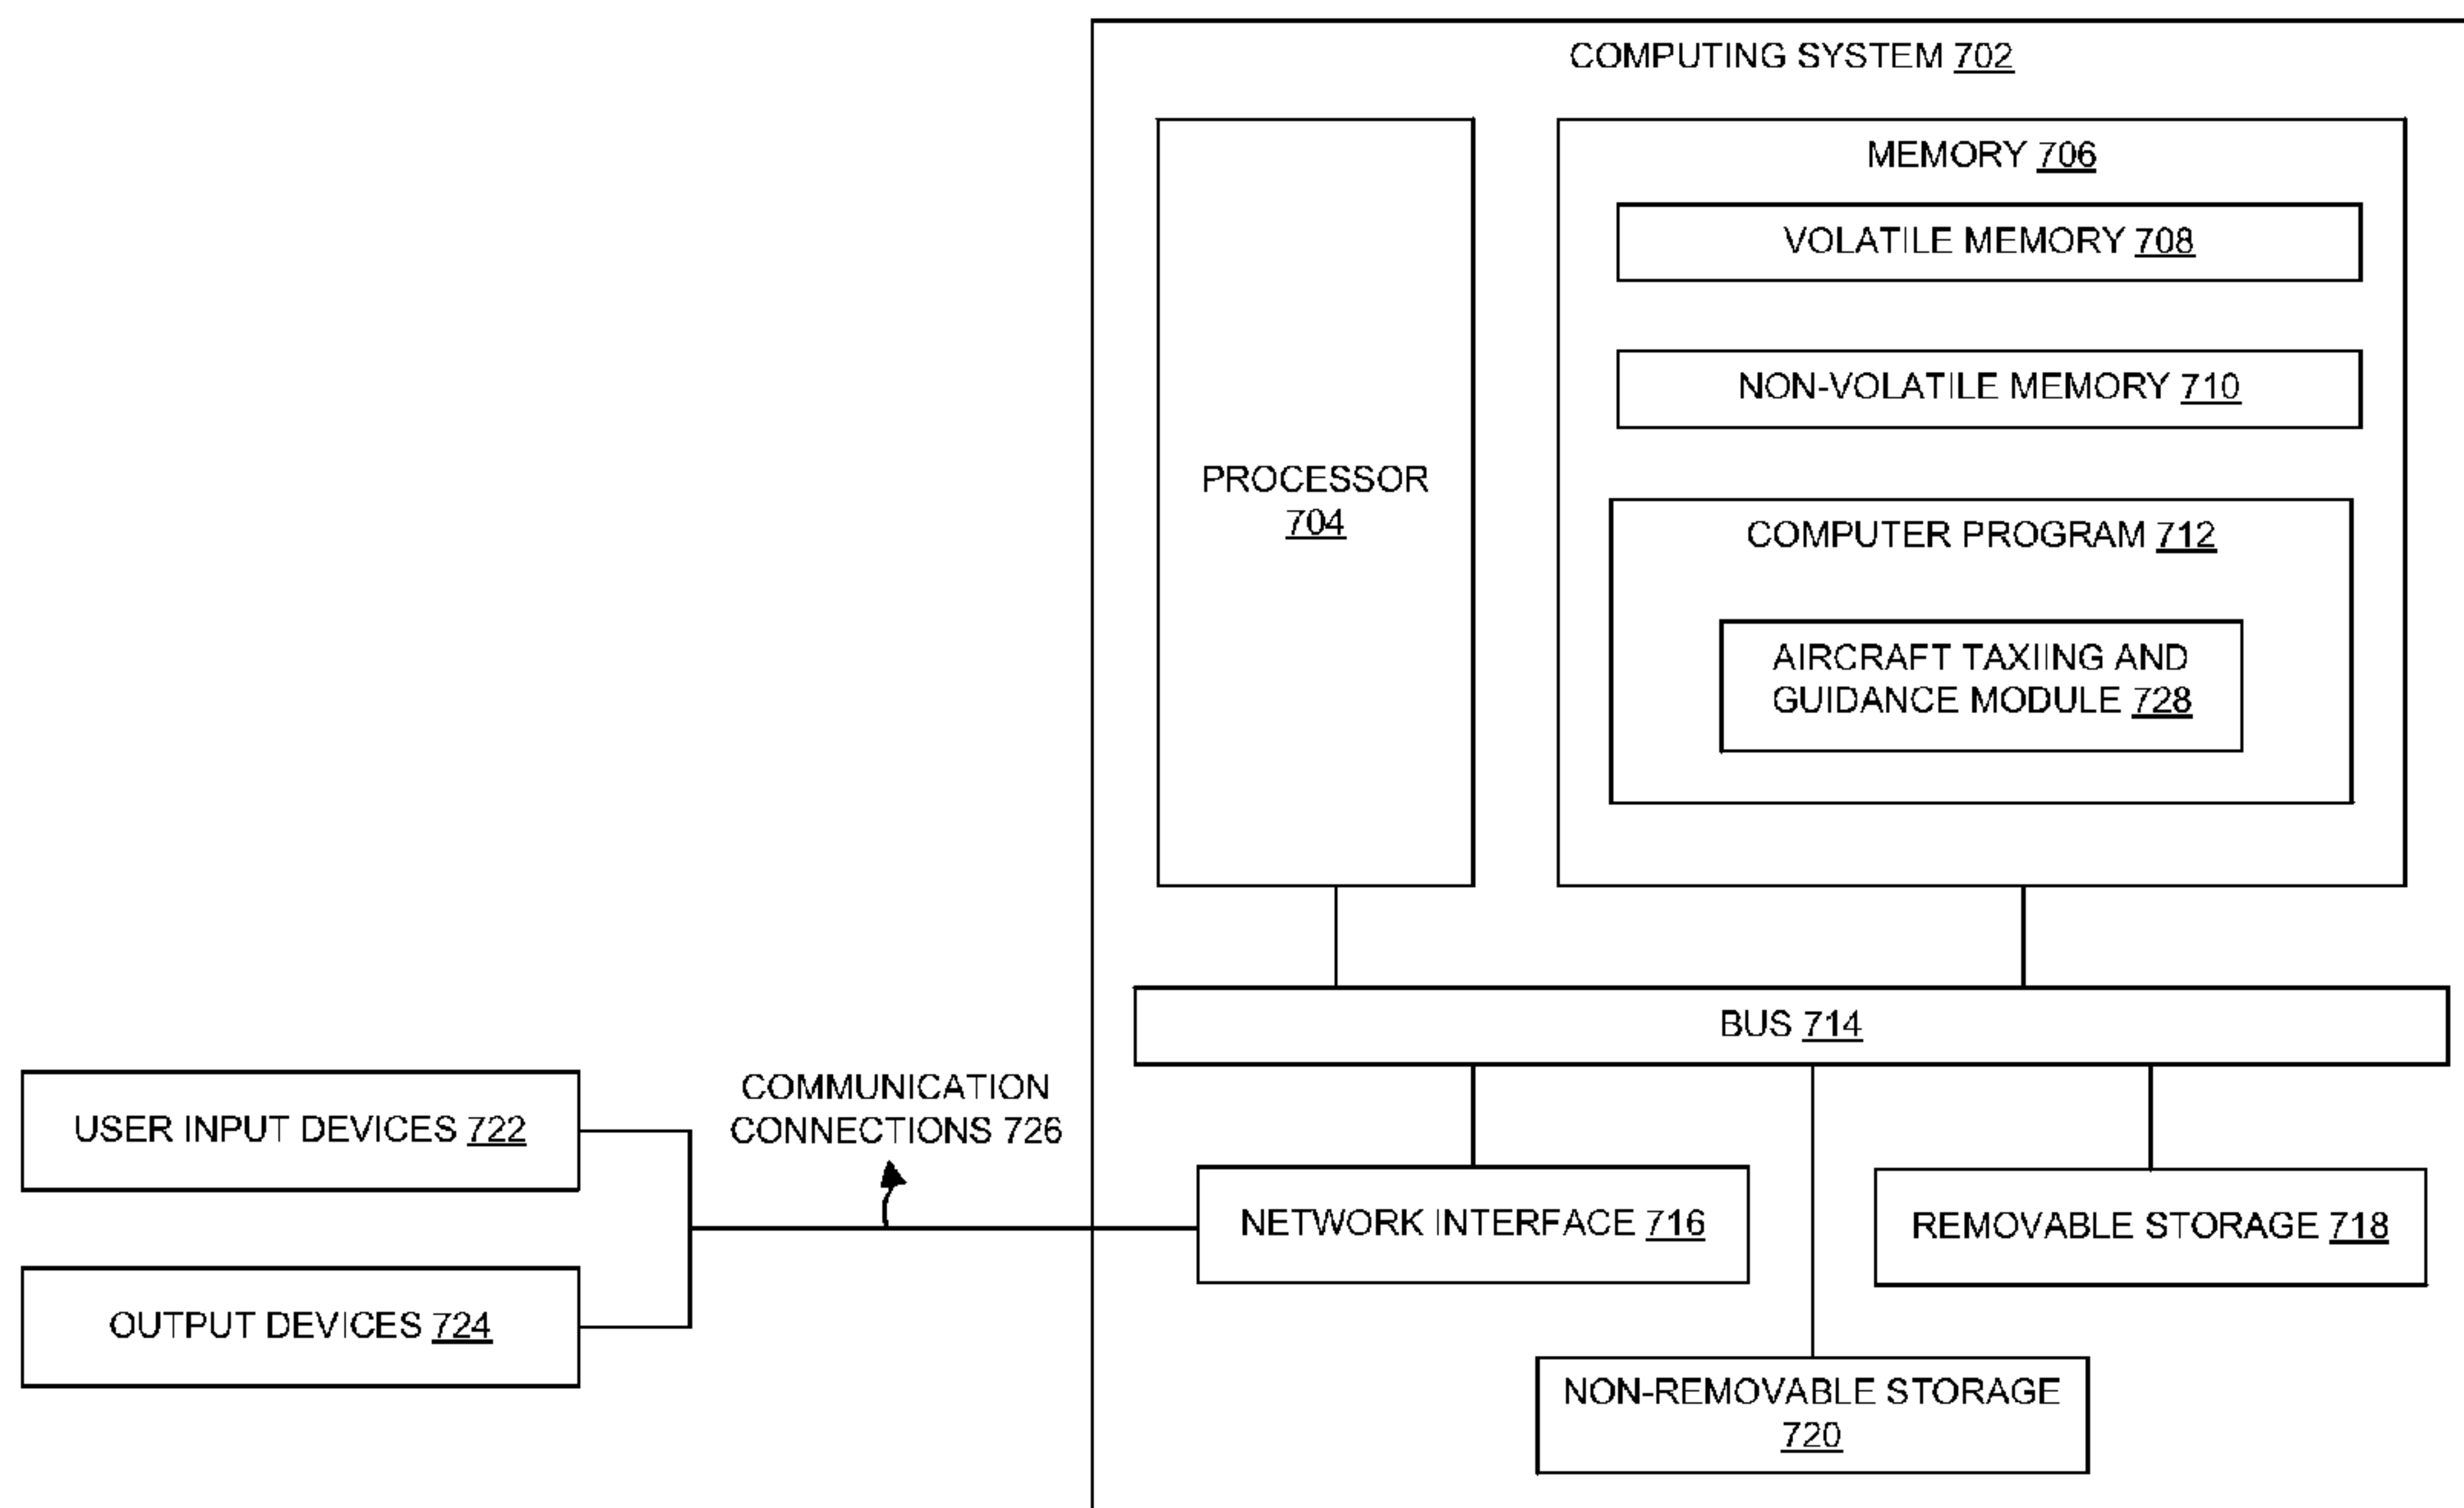 COMPUTING SYSTEM 702
MEMORY 706
VOLATILE MEMORY 708
NON-VOLATILE MEMORY 710
PROCESSOR
704
COMPUTER PROGRAM 712
AIRCRAFT TAXIING AND
GUIDANCE MODULE 728
BUS 714
USER INPUT DEVICES 722
COMMUNICATION
CONNECTIONS 726
OUTPUT DEVICES 724
NETWORK INTERFACE 716
REMOVABLE STORAGE 718
NON-REMOVABLE STORAGE
720